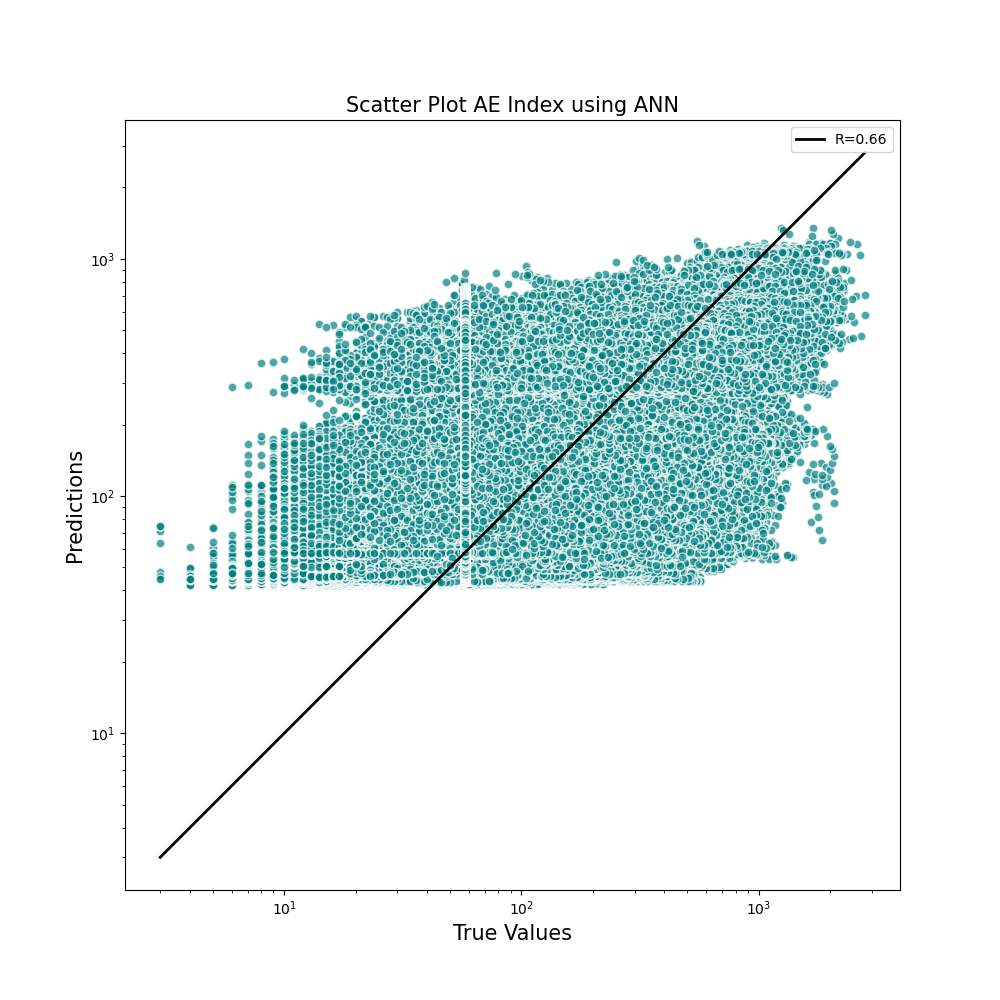 Scatter Plot AE Index using ANN
R=0.66
10³
10²
10¹
Predictions
10¹ 10² 10³
True Values